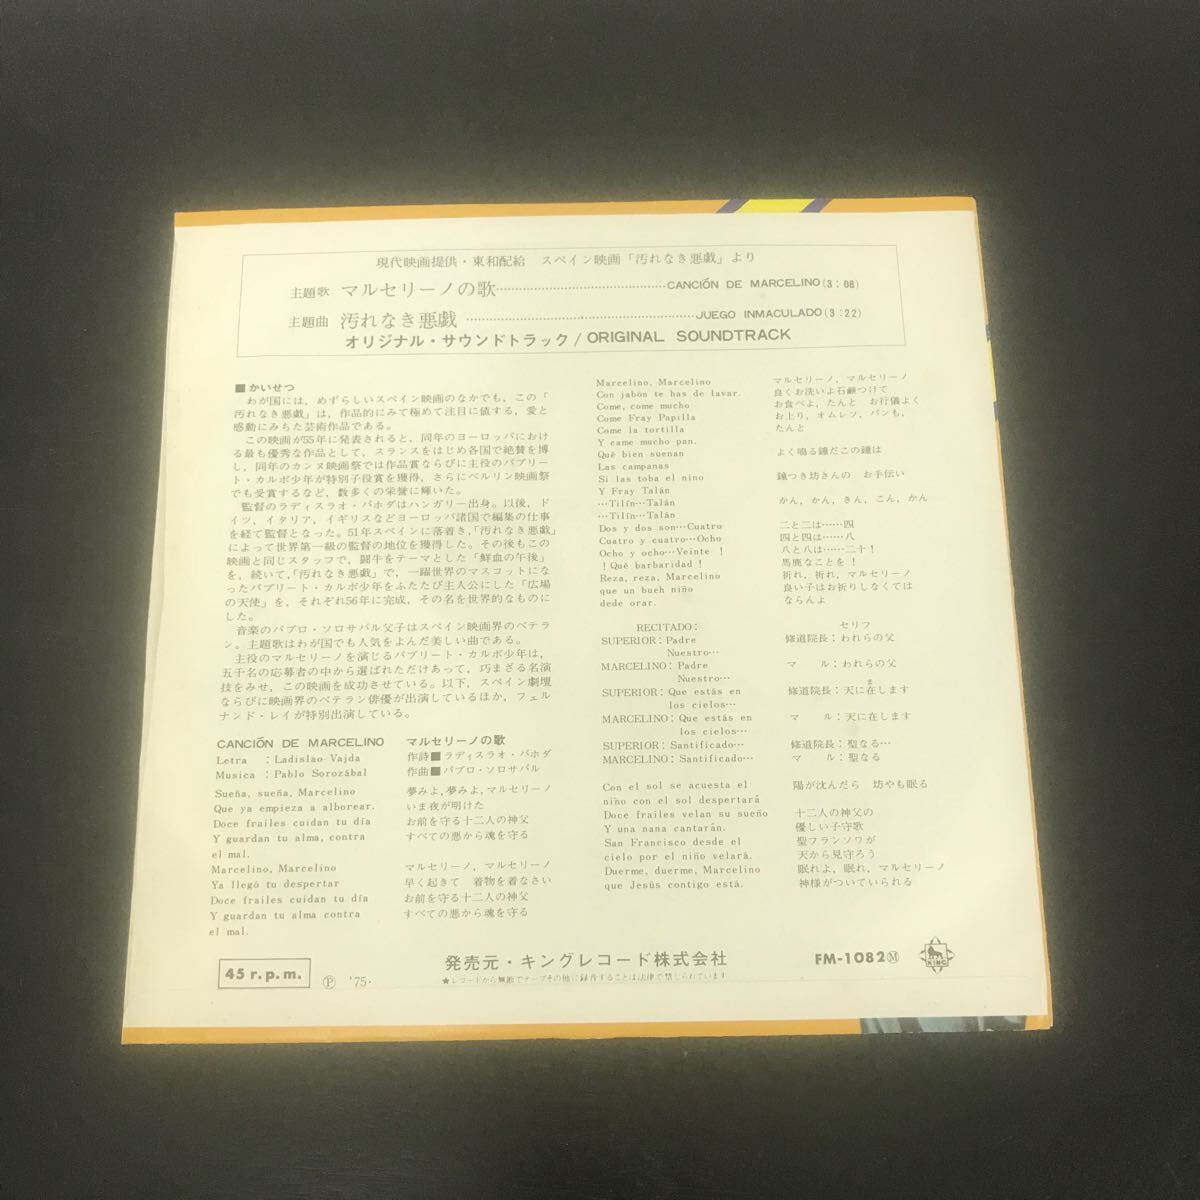 現代映画提供・東和配給　スペイン映画「汚れなき悪戯」より
主題歌 マルセリーノの歌……………………………………CANCIÓN DE MARCELINO(3：08)
主題曲 汚れなき悪戯 ……………………………………………JUEGO INMACULADO(3：22)
オリジナル・サウンドトラック/ORIGINAL SOUNDTRACK
■かいせつ
わが国には，めずらしいスペイン映画のなかでも，この「
汚れなき悪戯」は，作品的にみて極めて注目に値する，愛と
感動にみちた芸術作品である。
この映画が55年に発表されると，同年のヨーロッパにおけ
る最も優秀な作品として，スランスをはじめ各国で絶賛を博
し，同年のカンヌ映画祭では作品賞ならびに主役のパブリー
ト・カルボ少年が特別子役賞を獲得，さらにベルリン映画祭
でも受賞するなど，数多くの栄誉に輝いた。
監督のラディスラオ・バホダはハンガリー出身。以後，ド
イツ，イタリア，イギリスなどヨーロッパ諸国で編集の仕事
を経て監督となった。51年スペインに落着き，「汚れなき悪戯」
によって世界第一級の監督の地位を獲得した。その後もこの
映画と同じスタッフで，闘牛をテーマとした「鮮血の午後」
を。続いて，「汚れなき悪戯」で，一躍世界のマスコットにな
ったパブリート・カルボ少年をふたたび主人公にした「広場
の天使」を，それぞれ56年に完成，その名を世界的なものに
した。
音楽のパブロ・ソロサバル父子はスペイン映画界のベテラ
ン。主題歌はわが国でも人気をよんだ美しい曲である。
主役のマルセリーノを演じるパブリート・カルボ少年は，
五千名の応募者の中から選ばれただけあって，巧まざる名演
技をみせ，この映画を成功させている。以下，スペイン劇壇
ならびに映画界のベテラン俳優が出演しているほか，フェル
ナンド・レイが特別出演している。
CANCIÓN DE MARCELINO
Letra ：Ladislao Vajda
Musica ：Pablo Sorozábal
Sueña, sueña, Marcelino
Que ya empieza a alborear.
Doce frailes cuidan tu día
Y guardan tu alma, contra
el mal.
Marcelino, Marcelino
Ya llegó tu despertar
Doce frailes cuidan tu día
Y guardan tu alma contra
el mal.
マルセリーノの歌
作詩■ラディスラオ・バホダ
作曲■パブロ・ソロサバル
夢みよ，夢みよ，マルセリーノ
いま夜が明けた
お前を守る十二人の神父
すべての悪から魂を守る
マルセリーノ，マルセリーノ
早く起きて　着物を着なさい
お前を守る十二人の神父
すべての悪から魂を守る
Marcelino, Marcelino
Con jabón te has de lavar.
Come, come mucho
Come Fray Papilla
Come la tortilla
Y came mucho pan.
Qué bien suenan
Las campanas
Si las toba el nino
Y Fray Talán
…Tilín…Talán
…Tilín…Talán
Dos y dos son…Cuatro
Cuatro y cuatro…Ocho
Ocho y ocho…Veinte !
! Qué barbaridad !
Reza, reza, Marcelino
que un bueh niño
dede orar.
RECITADO：
SUPERIOR：Padre
Nuestro…
MARCELINO：Padre
Nuestro…
SUPERIOR：Que estás en
los cielos…
MARCELINO：Que estás en
los cielos…
SUPERIOR：Santificado…
MARCELINO：Santificado…
Con el sol se acuesta el
niño con el sol despertará
Doce frailes velan su sueño
Y una nana cantarán.
San Francisco desde el
cielo por el niño velará.
Duerme, duerme, Marcelino
que Jesús contigo está.
マルセリーノ，マルセリーノ
良くお洗いよ石鹸つけて
お食べよ，たんと　お行儀よく
お上り，オムレツ，パンも，
たんと
よく鳴る鐘だこの鐘は
鐘つき坊さんの　お手伝い
かん，かん，きん，こん，かん
二と二は……四
四と四は……八
八と八は……二十！
馬鹿なことを！
祈れ，祈れ，マルセリーノ
良い子はお祈りしなくては
ならんよ
セリフ
修道院長：われらの父
マ　ル：われらの父
修道院長：天に在します
マ　ル：天に在します
修道院長：聖なる…
マ　ル：聖なる
陽が沈んだら　坊やも眠る
十二人の神父の
優しい子守歌
聖フランソワが
天から見守ろう
眠れよ，眠れ，マルセリーノ
神様がついていられる
45 r.p.m.
Ⓟ '75·
発売元・キングレコード株式会社
★レコードから無断でテープその他に録音することは法律で禁じられています
FM-1082Ⓜ
KING